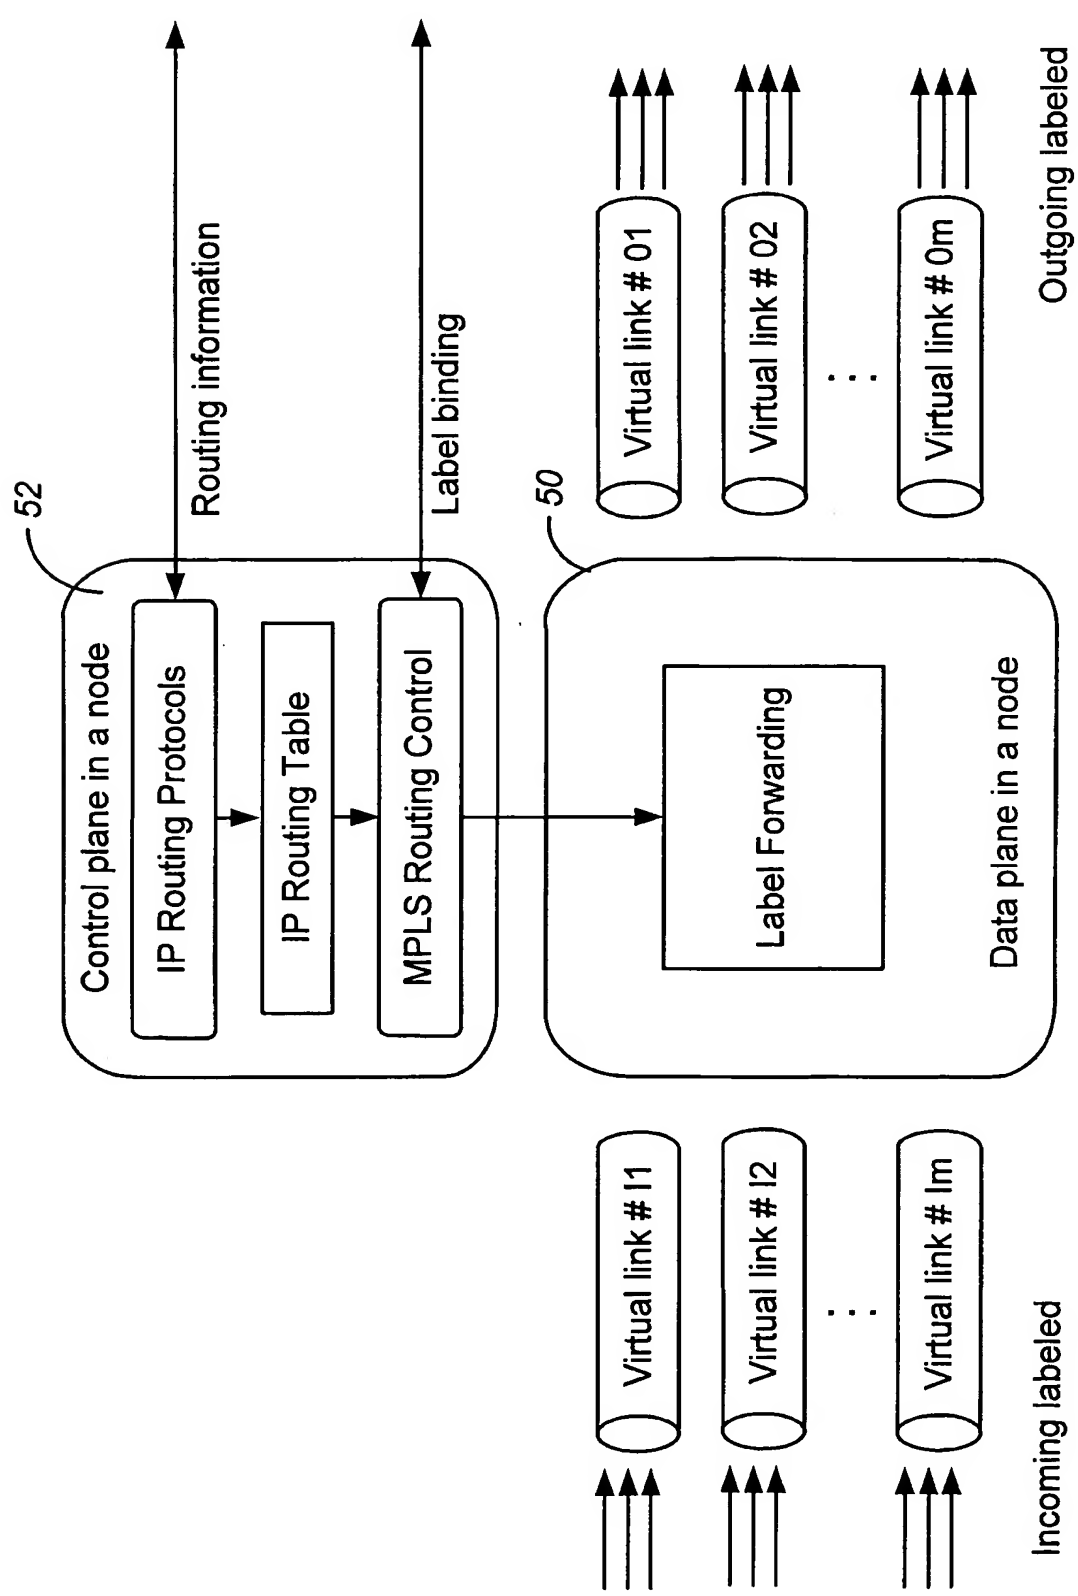 52
Control plane in a node
IP Routing Protocols
Routing information
IP Routing Table
MPLS Routing Control
Label binding
50
Virtual link # I1
Virtual link # 01
Virtual link # I2
Label Forwarding
Virtual link # 02
. . .
. . .
Virtual link # Im
Virtual link # 0m
Data plane in a node
Incoming labeled
Outgoing labeled